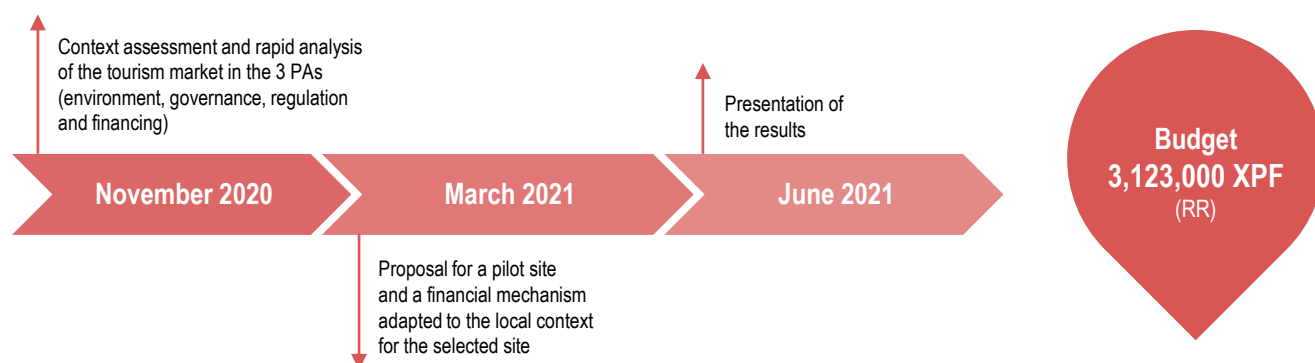 Context assessment and rapid analysis
of the tourism market in the 3 PAs
(environment, governance, regulation
and financing)
Presentation of
the results
November 2020
March 2021
June 2021
Proposal for a pilot site
and a financial mechanism
adapted to the local context
for the selected site
Budget
3,123,000 XPF
(RR)